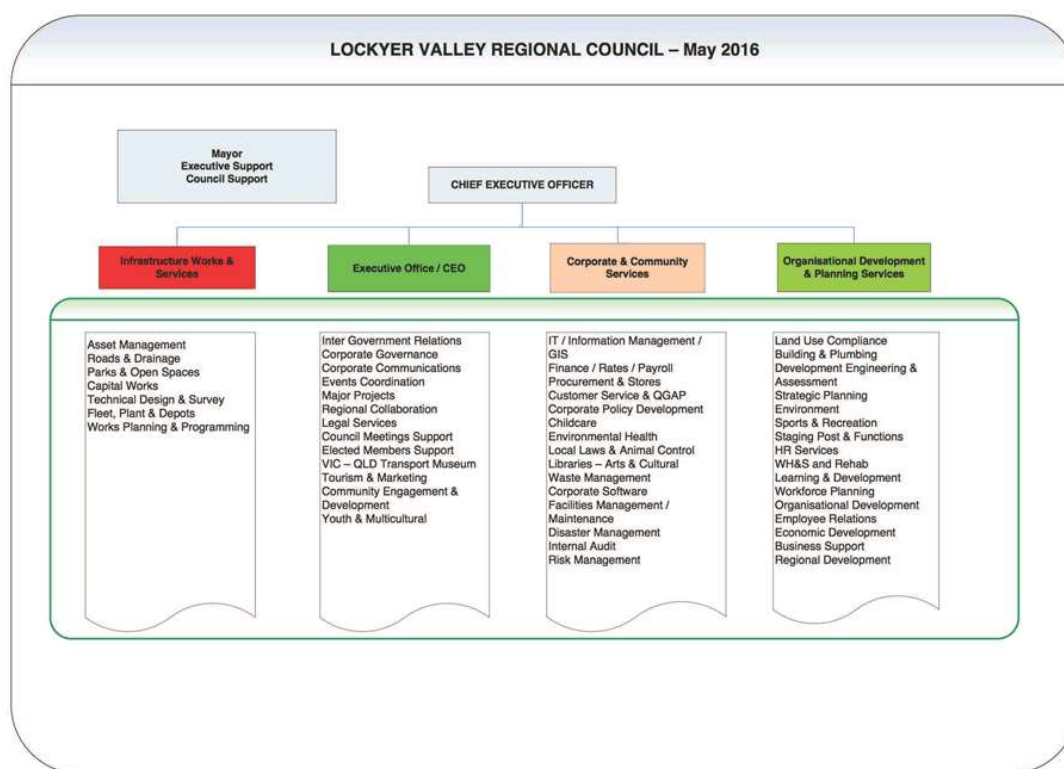 LOCKYER VALLEY REGIONAL COUNCIL – May 2016
Mayor
Executive Support
Council Support
CHIEF EXECUTIVE OFFICER
Infrastructure Works &
Services
Executive Office / CEO
Corporate & Community
Services
Organisational Development
& Planning Services
Asset Management
Roads & Drainage
Parks & Open Spaces
Capital Works
Technical Design & Survey
Fleet, Plant & Depots
Works Planning & Programming
Inter Government Relations
Corporate Governance
Corporate Communications
Events Coordination
Major Projects
Regional Collaboration
Legal Services
Council Meetings Support
Elected Members Support
VIC – QLD Transport Museum
Tourism & Marketing
Community Engagement &
Development
Youth & Multicultural
IT / Information Management /
GIS
Finance / Rates / Payroll
Procurement & Stores
Customer Service & QGAP
Corporate Policy Development
Childcare
Environmental Health
Local Laws & Animal Control
Libraries – Arts & Cultural
Waste Management
Corporate Software
Facilities Management /
Maintenance
Disaster Management
Internal Audit
Risk Management
Land Use Compliance
Building & Plumbing
Development Engineering &
Assessment
Strategic Planning
Environment
Sports & Recreation
Staging Post & Functions
HR Services
WH&S and Rehab
Learning & Development
Workforce Planning
Organisational Development
Employee Relations
Economic Development
Business Support
Regional Development